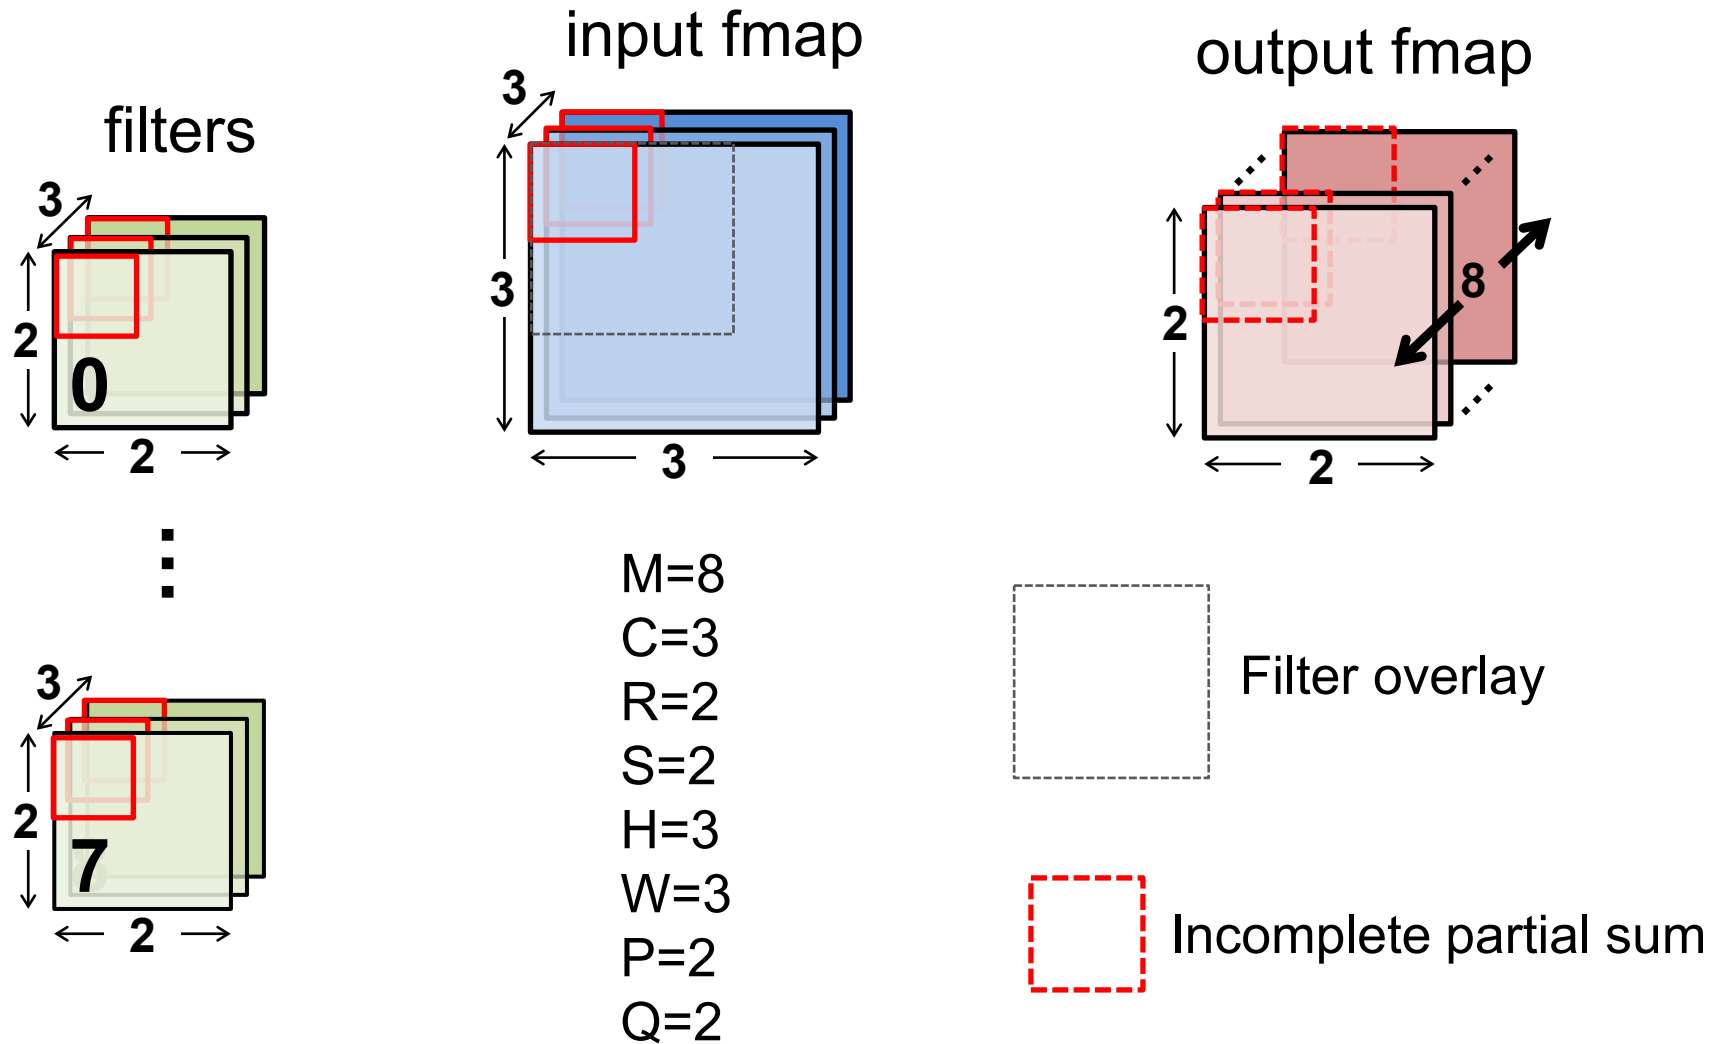 filters
3
2
0
2
3
2
7
2
input fmap
3
3
3
M=8
C=3
R=2
S=2
H=3
W=3
P=2
Q=2
output fmap
8
2
2
Filter overlay
Incomplete partial sum